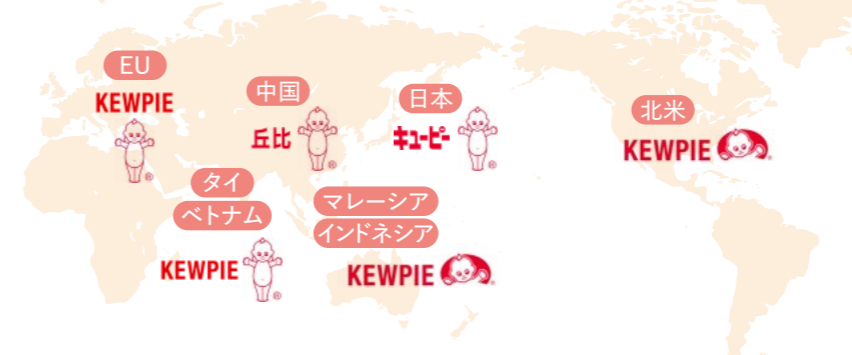 EU
KEWPIE
®
中国
丘比
®
日本
キユーピー
®
北米
KEWPIE
®
タイ
ベトナム
KEWPIE
®
マレーシア
インドネシア
KEWPIE
®